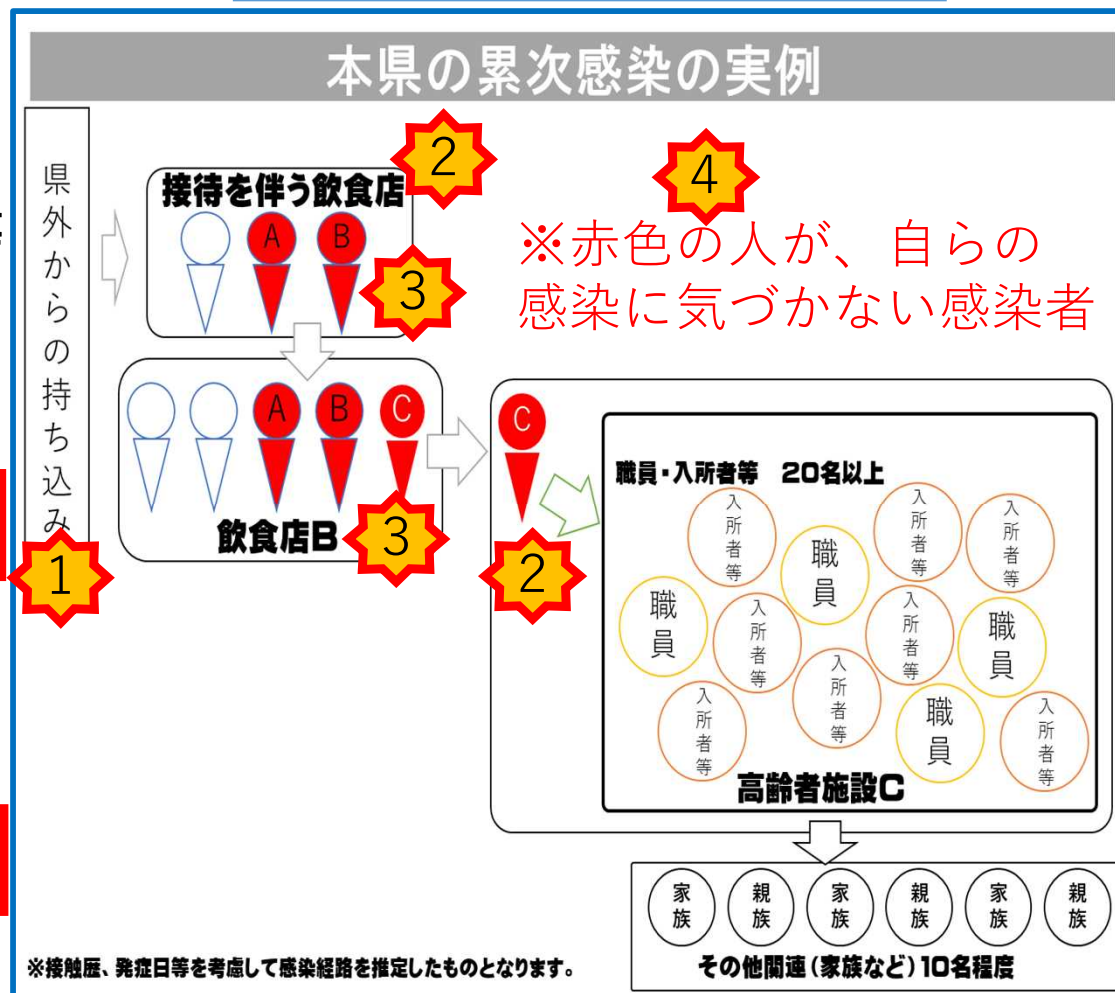 本県の累次感染の実例
県外からの持ち込み
1
接待を伴う飲食店
2
A
B
3
4
※赤色の人が、自らの
感染に気づかない感染者
A
B
C
飲食店B
3
C
2
職員・入所者等　20名以上
入所者等
入所者等
入所者等
職員
職員
入所者等
入所者等
職員
入所者等
入所者等
職員
入所者等
高齢者施設C
家族
親族
家族
親族
家族
親族
その他関連（家族など）10名程度
※接触歴、発症日等を考慮して感染経路を推定したものとなります。